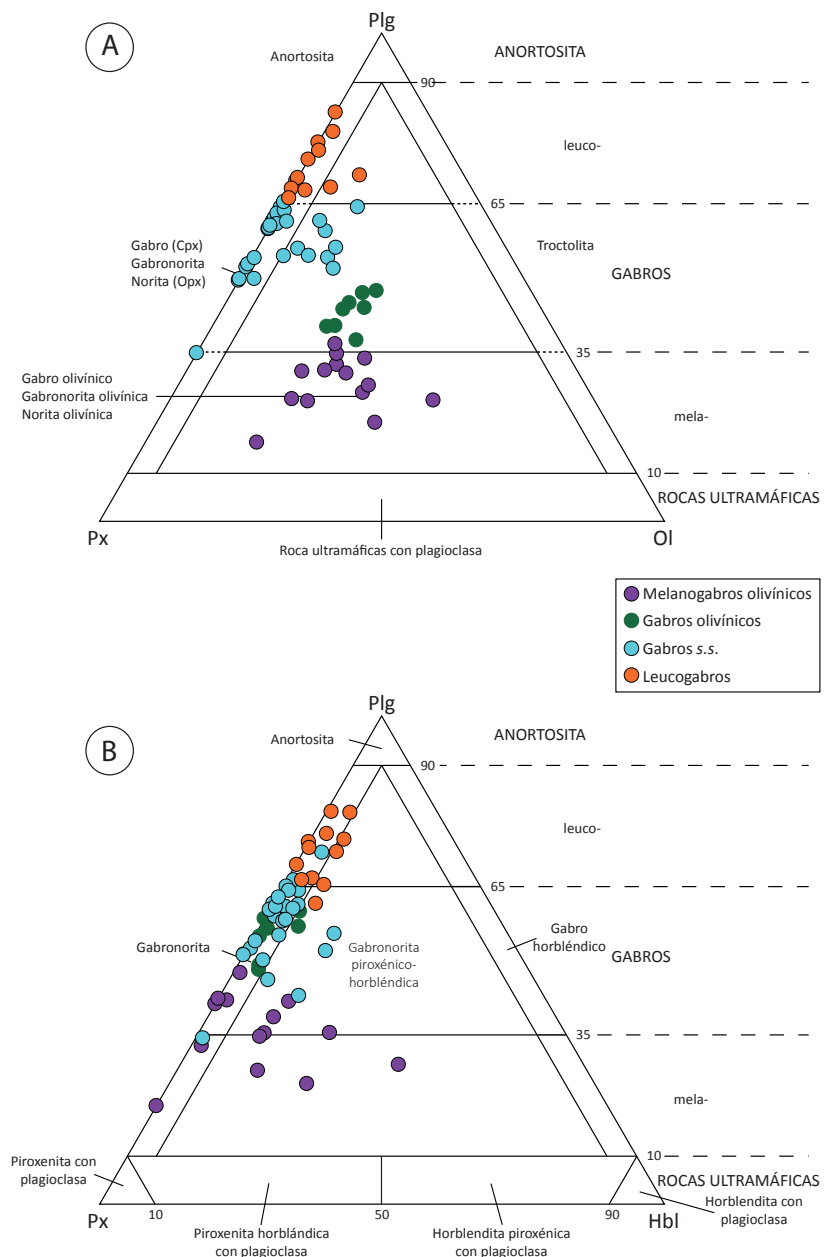 A
Plg
Anortosita
ANORTOSITA
90
leuco-
65
Troctolita
Gabro (Cpx)
Gabronorita
Norita (Opx)
GABROS
35
Gabro olivínico
Gabronorita olivínica
Norita olivínica
mela-
10
ROCAS ULTRAMÁFICAS
Px
Ol
Roca ultramáficas con plagioclasa
Melanogabros olivínicos
Gabros olivínicos
Gabros s.s.
Leucogabros
B
Plg
Anortosita
ANORTOSITA
90
leuco-
65
Gabronorita
Gabronorita
piroxénico-
horbléndica
Gabro
horbléndico
GABROS
35
mela-
10
Piroxenita con
plagioclasa
ROCAS ULTRAMÁFICAS
Px
10
50
90
Hbl
Horblendita con
plagioclasa
Piroxenita horblándica
con plagioclasa
Horblendita piroxénica
con plagioclasa